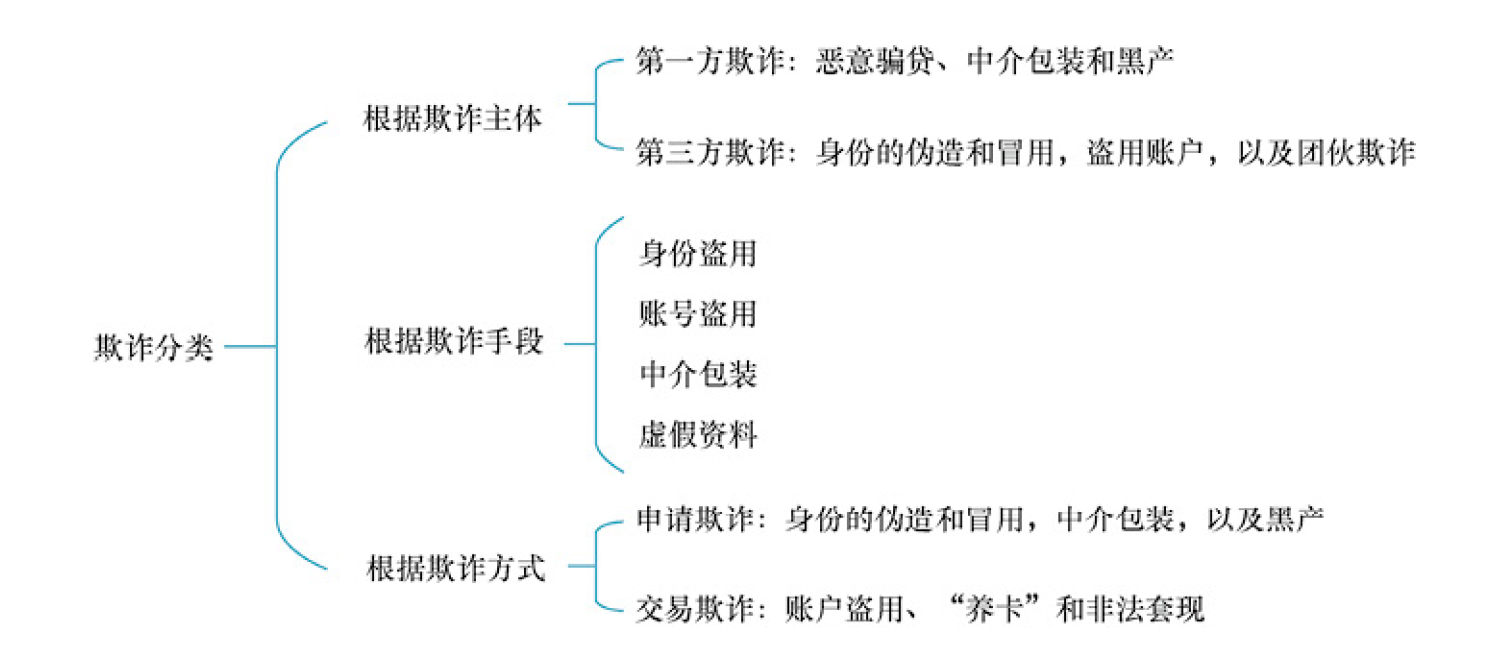 欺诈分类
根据欺诈主体
第一方欺诈：恶意骗贷、中介包装和黑产
第三方欺诈：身份的伪造和冒用，盗用账户，以及团伙欺诈
根据欺诈手段
身份盗用
账号盗用
中介包装
虚假资料
根据欺诈方式
申请欺诈：身份的伪造和冒用，中介包装，以及黑产
交易欺诈：账户盗用、“养卡”和非法套现